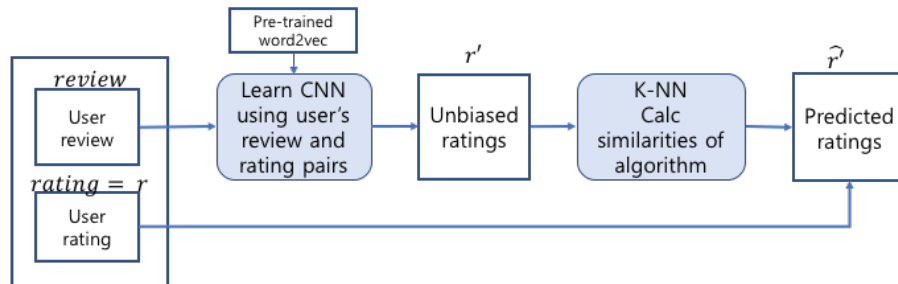 Pre-trained
word2vec
review
User
review
rating = r
User
rating
Learn CNN
using user's
review and
rating pairs
r′
Unbiased
ratings
K-NN
Calc
similarities of
algorithm
r̂′
Predicted
ratings